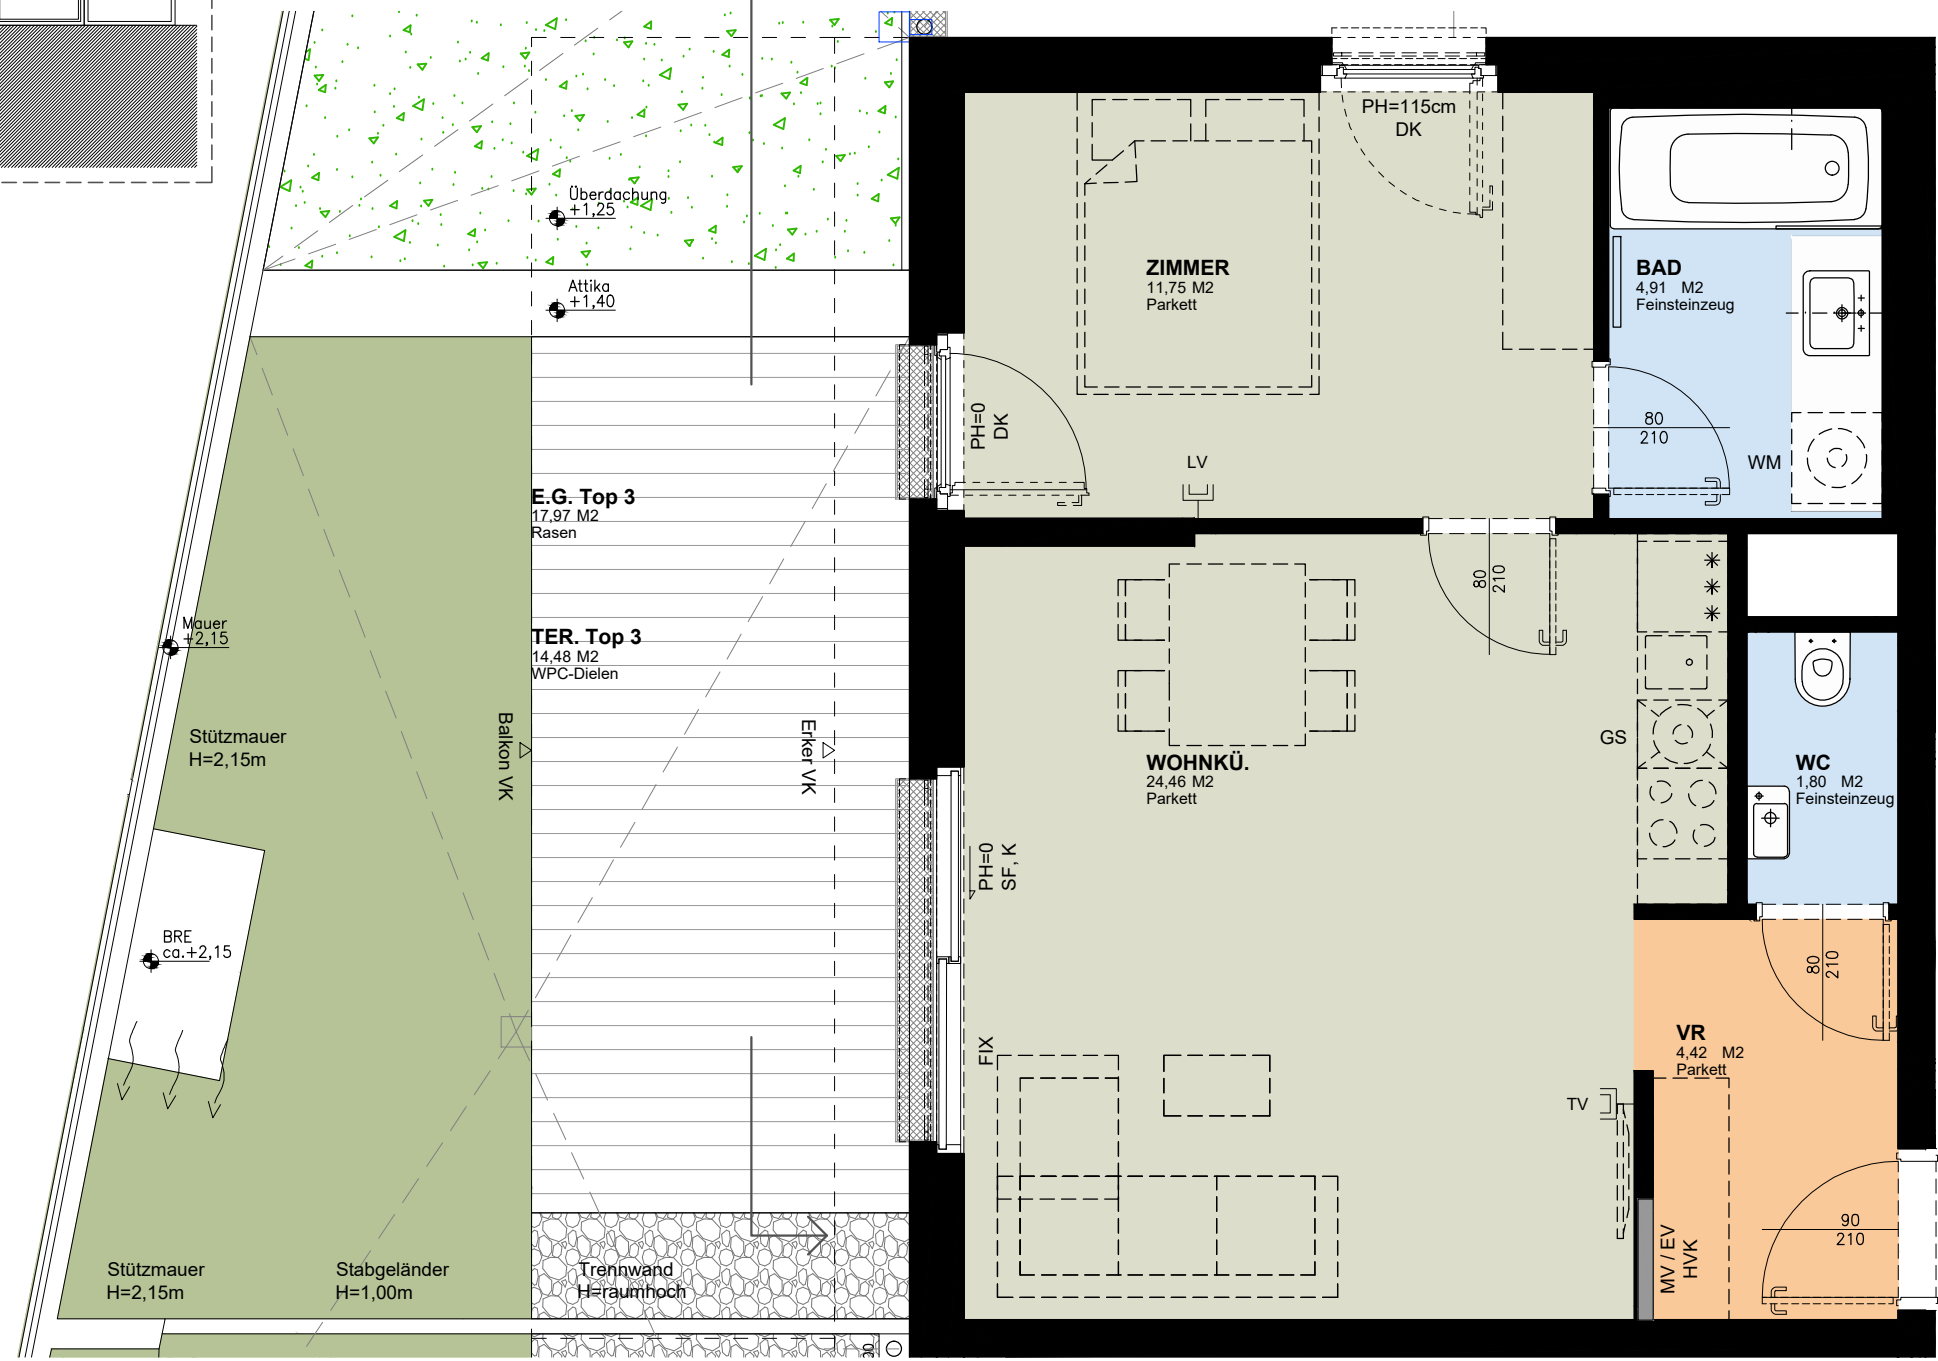 Überdachung
+1,25
Attika
+1,40
PH=115cm
DK
ZIMMER
11,75 M2
Parkett
BAD
4,91 M2
Feinsteinzeug
PH=0
DK
80
210
WM
LV
E.G. Top 3
17,97 M2
Rasen
80
210
Mauer
+2,15
TER. Top 3
14,48 M2
WPC-Dielen
Stützmauer
H=2,15m
Balkon VK
Erker VK
WOHNKÜ.
24,46 M2
Parkett
GS
WC
1,80 M2
Feinsteinzeug
PH=0
SF, K
BRE
ca.+2,15
80
210
FIX
VR
4,42 M2
Parkett
TV
90
210
MV / EV
HVK
Stützmauer
H=2,15m
Stabgeländer
H=1,00m
Trennwand
H=raumhoch